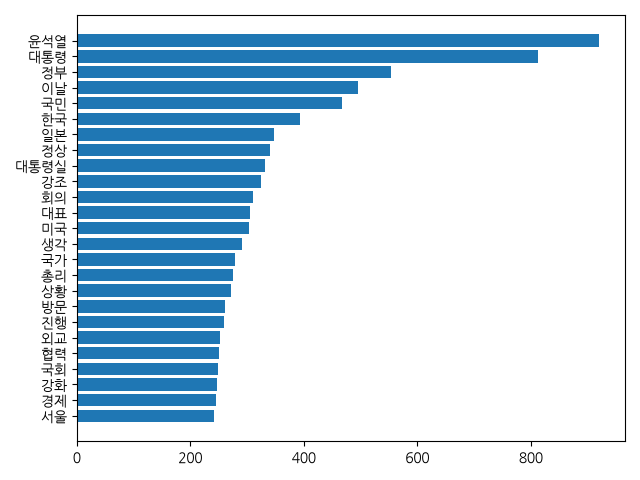 윤석열
대통령
정부
이날
국민
한국
일본
정상
대통령실
강조
회의
대표
미국
생각
국가
총리
상황
방문
진행
외교
협력
국회
강화
경제
서울
0 200 400 600 800